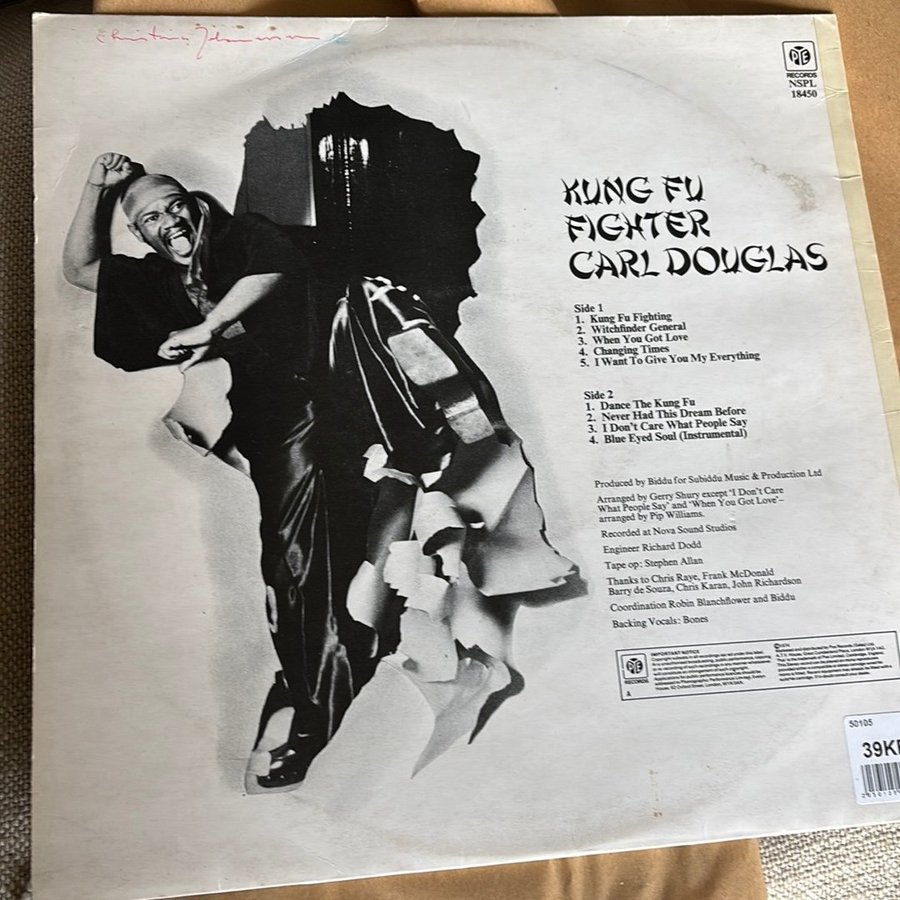 PYE
RECORDS
NSPL
18450
KUNG FU
FIGHTER
CARL DOUGLAS
Side 1
1. Kung Fu Fighting
2. Witchfinder General
3. When You Got Love
4. Changing Times
5. I Want To Give You My Everything
Side 2
1. Dance The Kung Fu
2. Never Had This Dream Before
3. I Don't Care What People Say
4. Blue Eyed Soul (Instrumental)
Produced by Biddu for Subiddu Music & Production Ltd
Arranged by Gerry Shury except 'I Don't Care
What People Say' and 'When You Got Love'–
arranged by Pip Williams.
Recorded at Nova Sound Studios
Engineer Richard Dodd
Tape op: Stephen Allan
Thanks to Chris Raye, Frank McDonald
Barry de Souza, Chris Karan, John Richardson
Coordination Robin Blanchflower and Biddu
Backing Vocals: Bones
PYE
RECORDS
A
IMPORTANT NOTICE
50105
39K